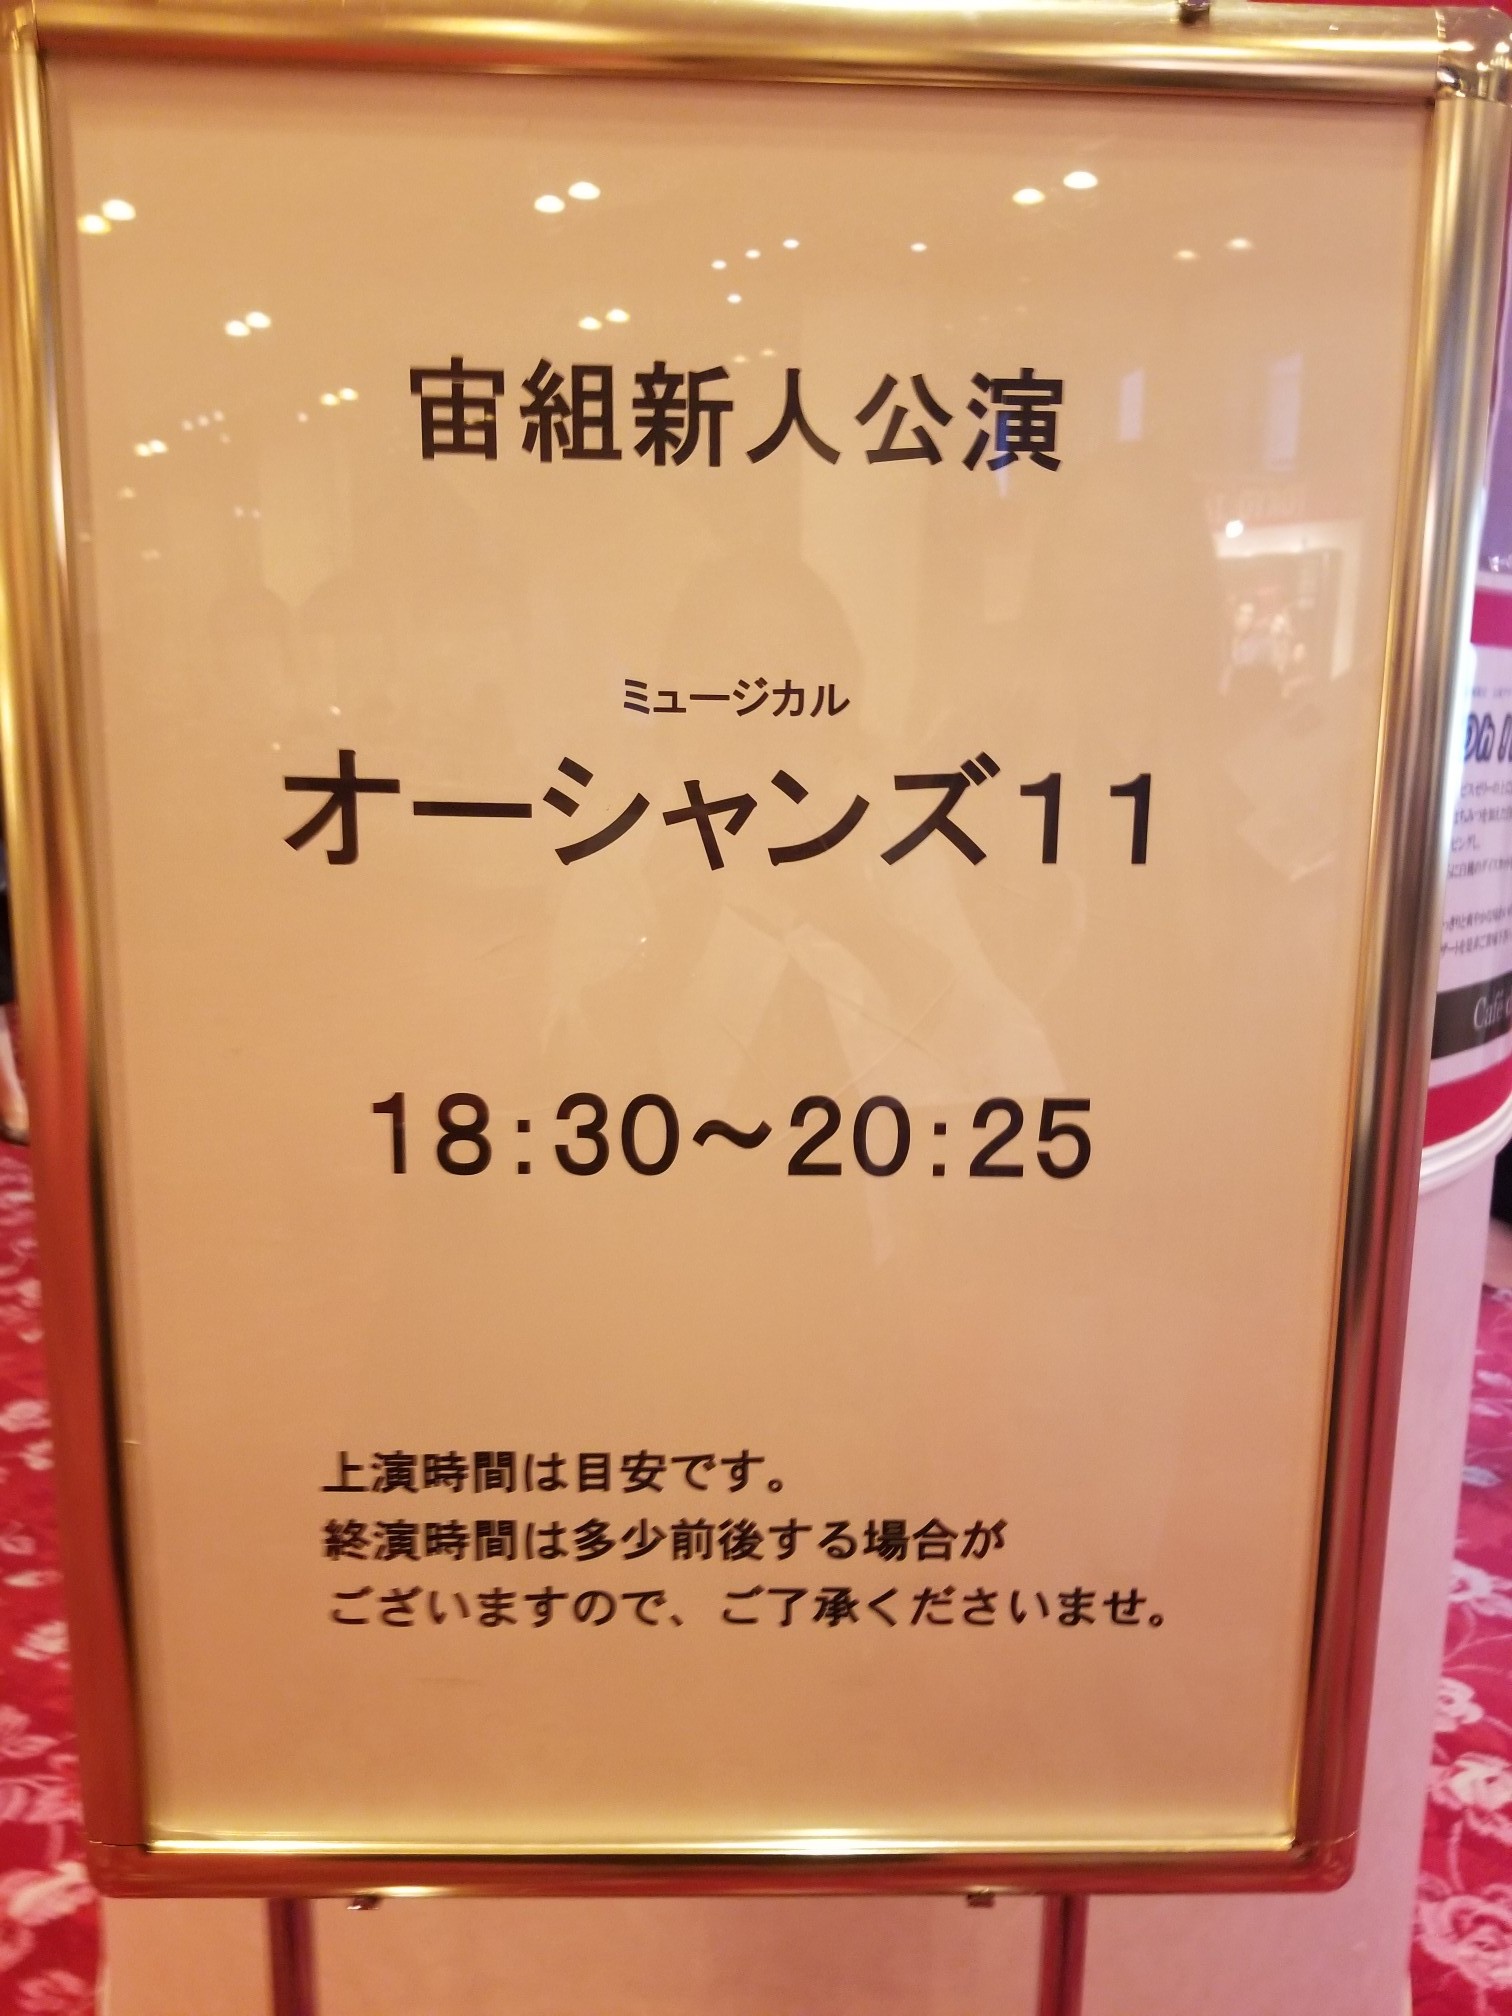 宙組新人公演
ミュージカル
オーシャンズ11
18:30～20:25
上演時間は目安です。
終演時間は多少前後する場合が
ございますので、ご了承くださいませ。
Café